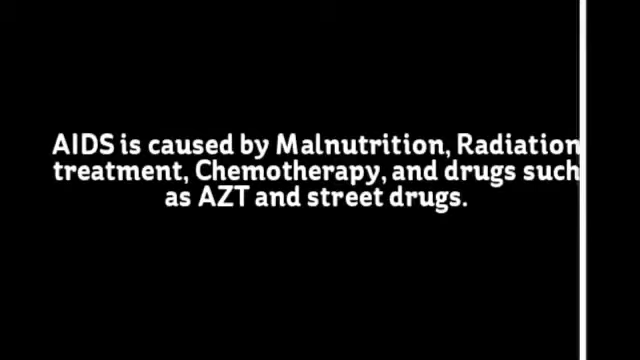 AIDS is caused by Malnutrition, Radiation
treatment, Chemotherapy, and drugs such
as AZT and street drugs.